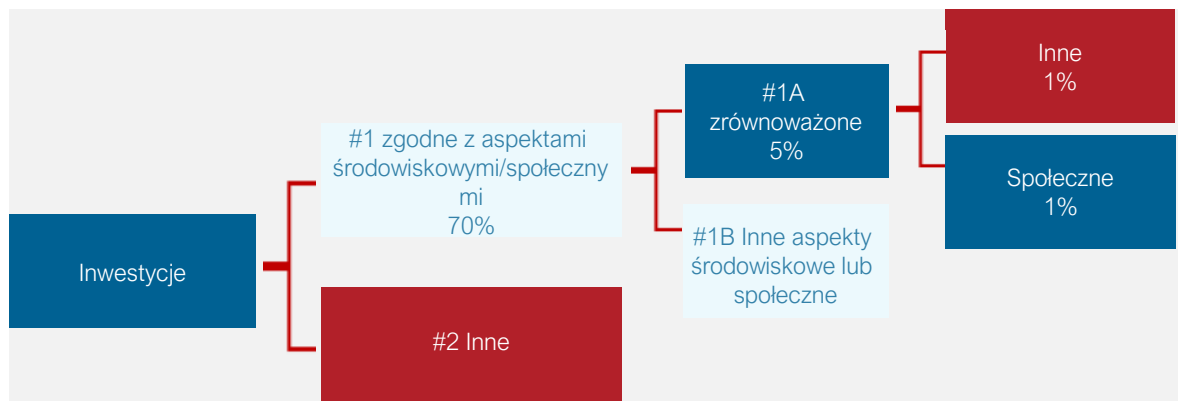 Inwestycje
#1 zgodne z aspektami
środowiskowymi/społeczny
mi
70%
#2 Inne
#1A
zrównoważone
5%
#1B Inne aspekty
środowiskowe lub
społeczne
Inne
1%
Społeczne
1%